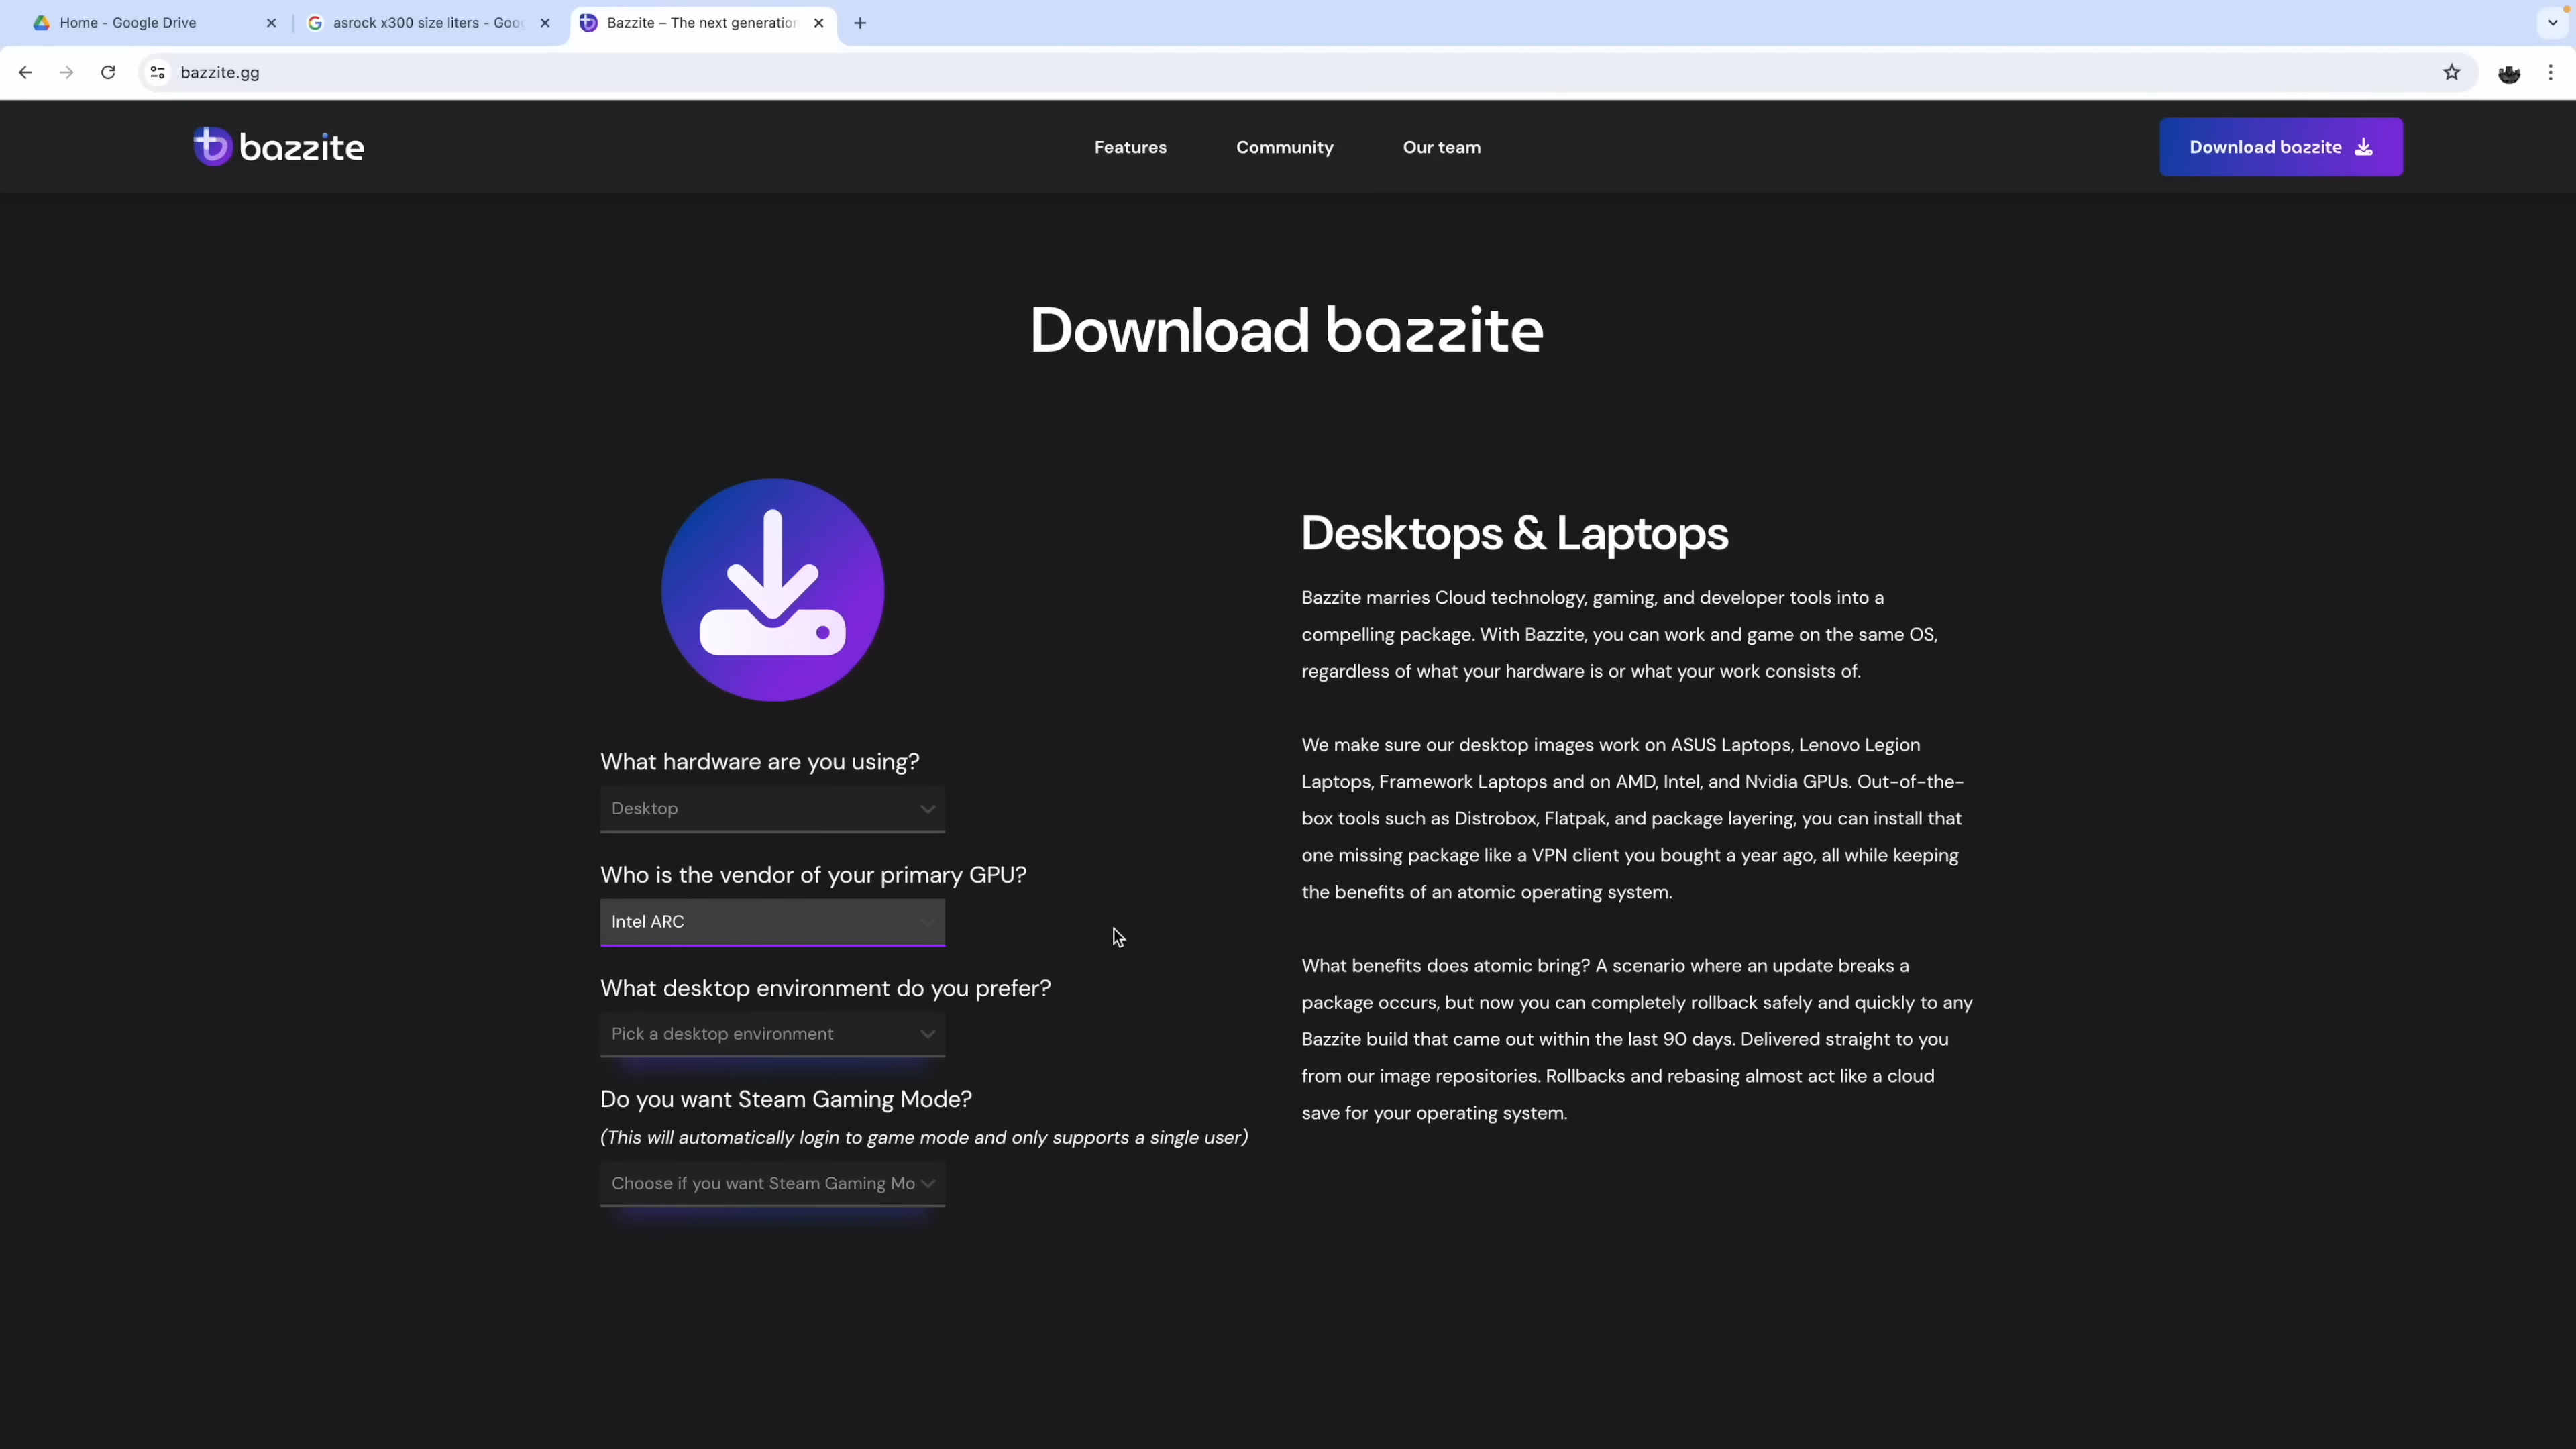 Home - Google Drive
asrock x300 size liters - Goo
Bazzite – The next generation
bazzite.gg
bazzite
Features
Community
Our team
Download bazzite
Download bazzite
What hardware are you using?
Desktop
Who is the vendor of your primary GPU?
Intel ARC
What desktop environment do you prefer?
Pick a desktop environment
Do you want Steam Gaming Mode?
(This will automatically login to game mode and only supports a single user)
Choose if you want Steam Gaming Mo
Desktops & Laptops
Bazzite marries Cloud technology, gaming, and developer tools into a
compelling package. With Bazzite, you can work and game on the same OS,
regardless of what your hardware is or what your work consists of.
We make sure our desktop images work on ASUS Laptops, Lenovo Legion
Laptops, Framework Laptops and on AMD, Intel, and Nvidia GPUs. Out-of-the-
box tools such as Distrobox, Flatpak, and package layering, you can install that
one missing package like a VPN client you bought a year ago, all while keeping
the benefits of an atomic operating system.
What benefits does atomic bring? A scenario where an update breaks a
package occurs, but now you can completely rollback safely and quickly to any
Bazzite build that came out within the last 90 days. Delivered straight to you
from our image repositories. Rollbacks and rebasing almost act like a cloud
save for your operating system.